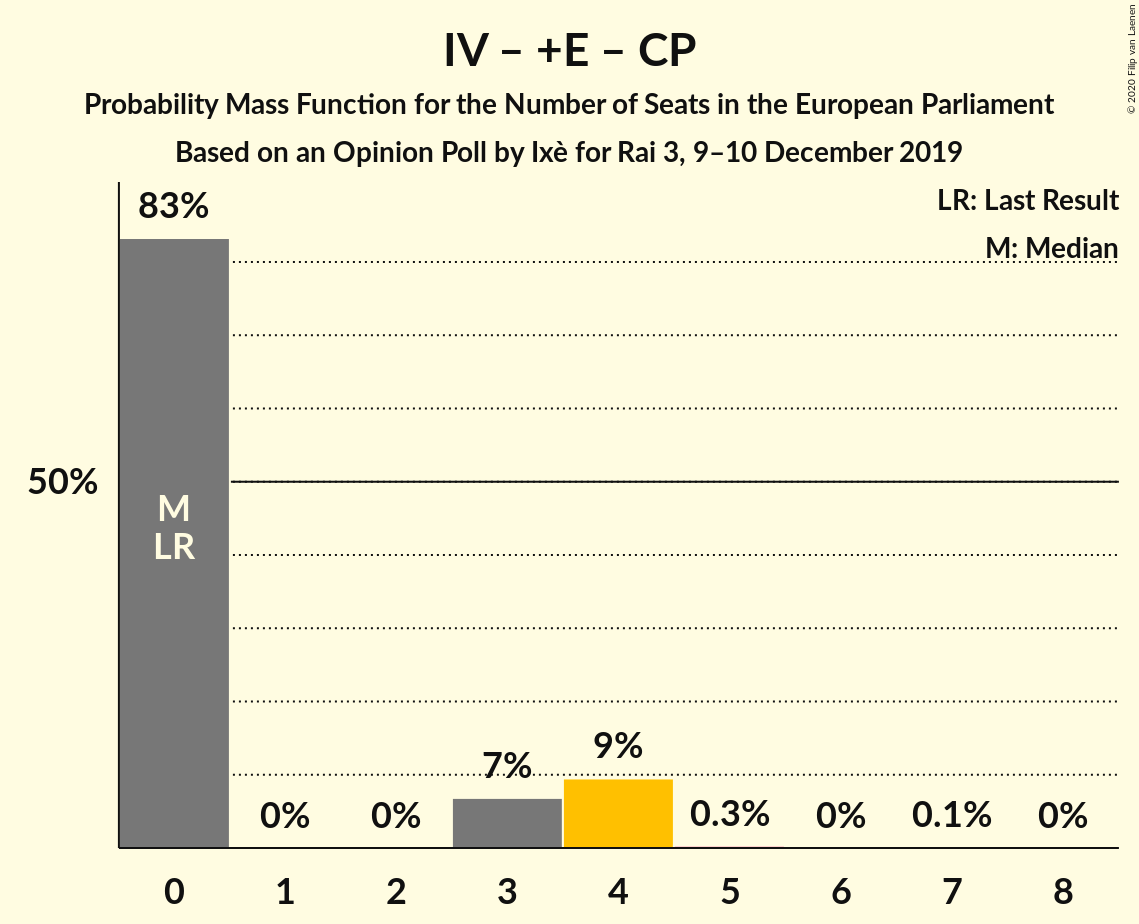 IV – +E – CP
Probability Mass Function for the Number of Seats in the European Parliament
Based on an Opinion Poll by Ixè for Rai 3, 9–10 December 2019
© 2020 Filip van Laenen
LR: Last Result
M: Median
83%
50%
M
LR
0% 0% 7% 9% 0.3% 0% 0.1% 0%
0 1 2 3 4 5 6 7 8